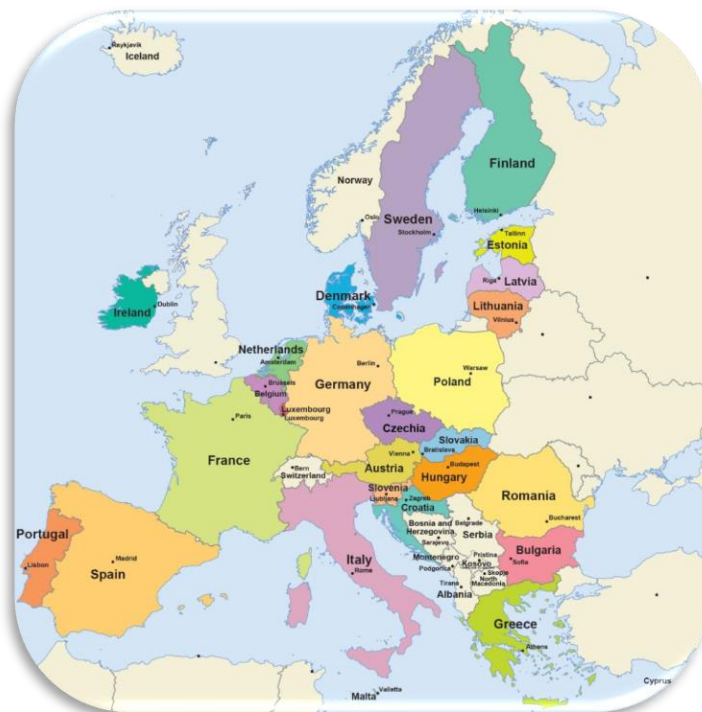 Reykjavik
Iceland
Norway
Oslo
Sweden
Stockholm
Finland
Helsinki
Tallinn
Estonia
Riga
Latvia
Lithuania
Vilnius
Denmark
Copenhagen
Ireland
Dublin
Netherlands
Amsterdam
Brussels
Belgium
Luxembourg
Luxembourg
Berlin
Germany
Warsaw
Poland
Prague
Czechia
Slovakia
Bratislava
Vienna
Austria
Budapest
Hungary
Paris
France
Bern
Switzerland
Slovenia
Ljubljana
Zagreb
Croatia
Romania
Bucharest
Bosnia and
Herzegovina
Sarajevo
Belgrade
Serbia
Montenegro
Podgorica
Pristina
Kosovo
Skopje
North
Macedonia
Tirana
Albania
Bulgaria
Sofia
Portugal
Lisbon
Madrid
Spain
Italy
Rome
Greece
Athens
Malta
Valletta
Cyprus